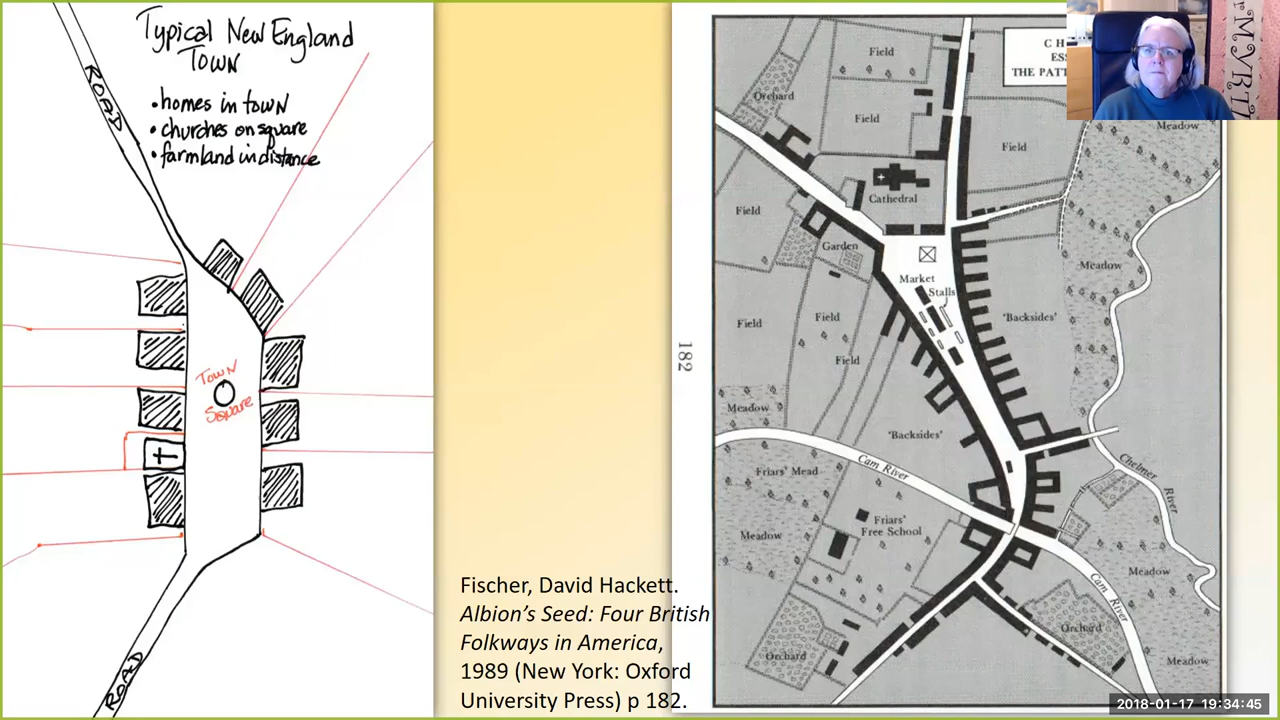 Typical New England
TOWN
• homes in town
• churches on square
• farmland in distance
ROAD
TOWN
Square
ROAD
Fischer, David Hackett.
Albion's Seed: Four British
Folkways in America,
1989 (New York: Oxford
University Press) p 182.
182
C H
ESS
THE PATT
Field
Orchard
Field
Field
Meadow
Cathedral
Field
Garden
Meadow
Market
Stalls
Field
Field
'Backsides'
Field
Meadow
'Backsides'
Cam River
Friars' Mead
Chelmer
River
Friars'
Free School
Meadow
Meadow
Cam River
Orchard
Orchard
Meadow
MYRTL
2018-01-17 19:34:45